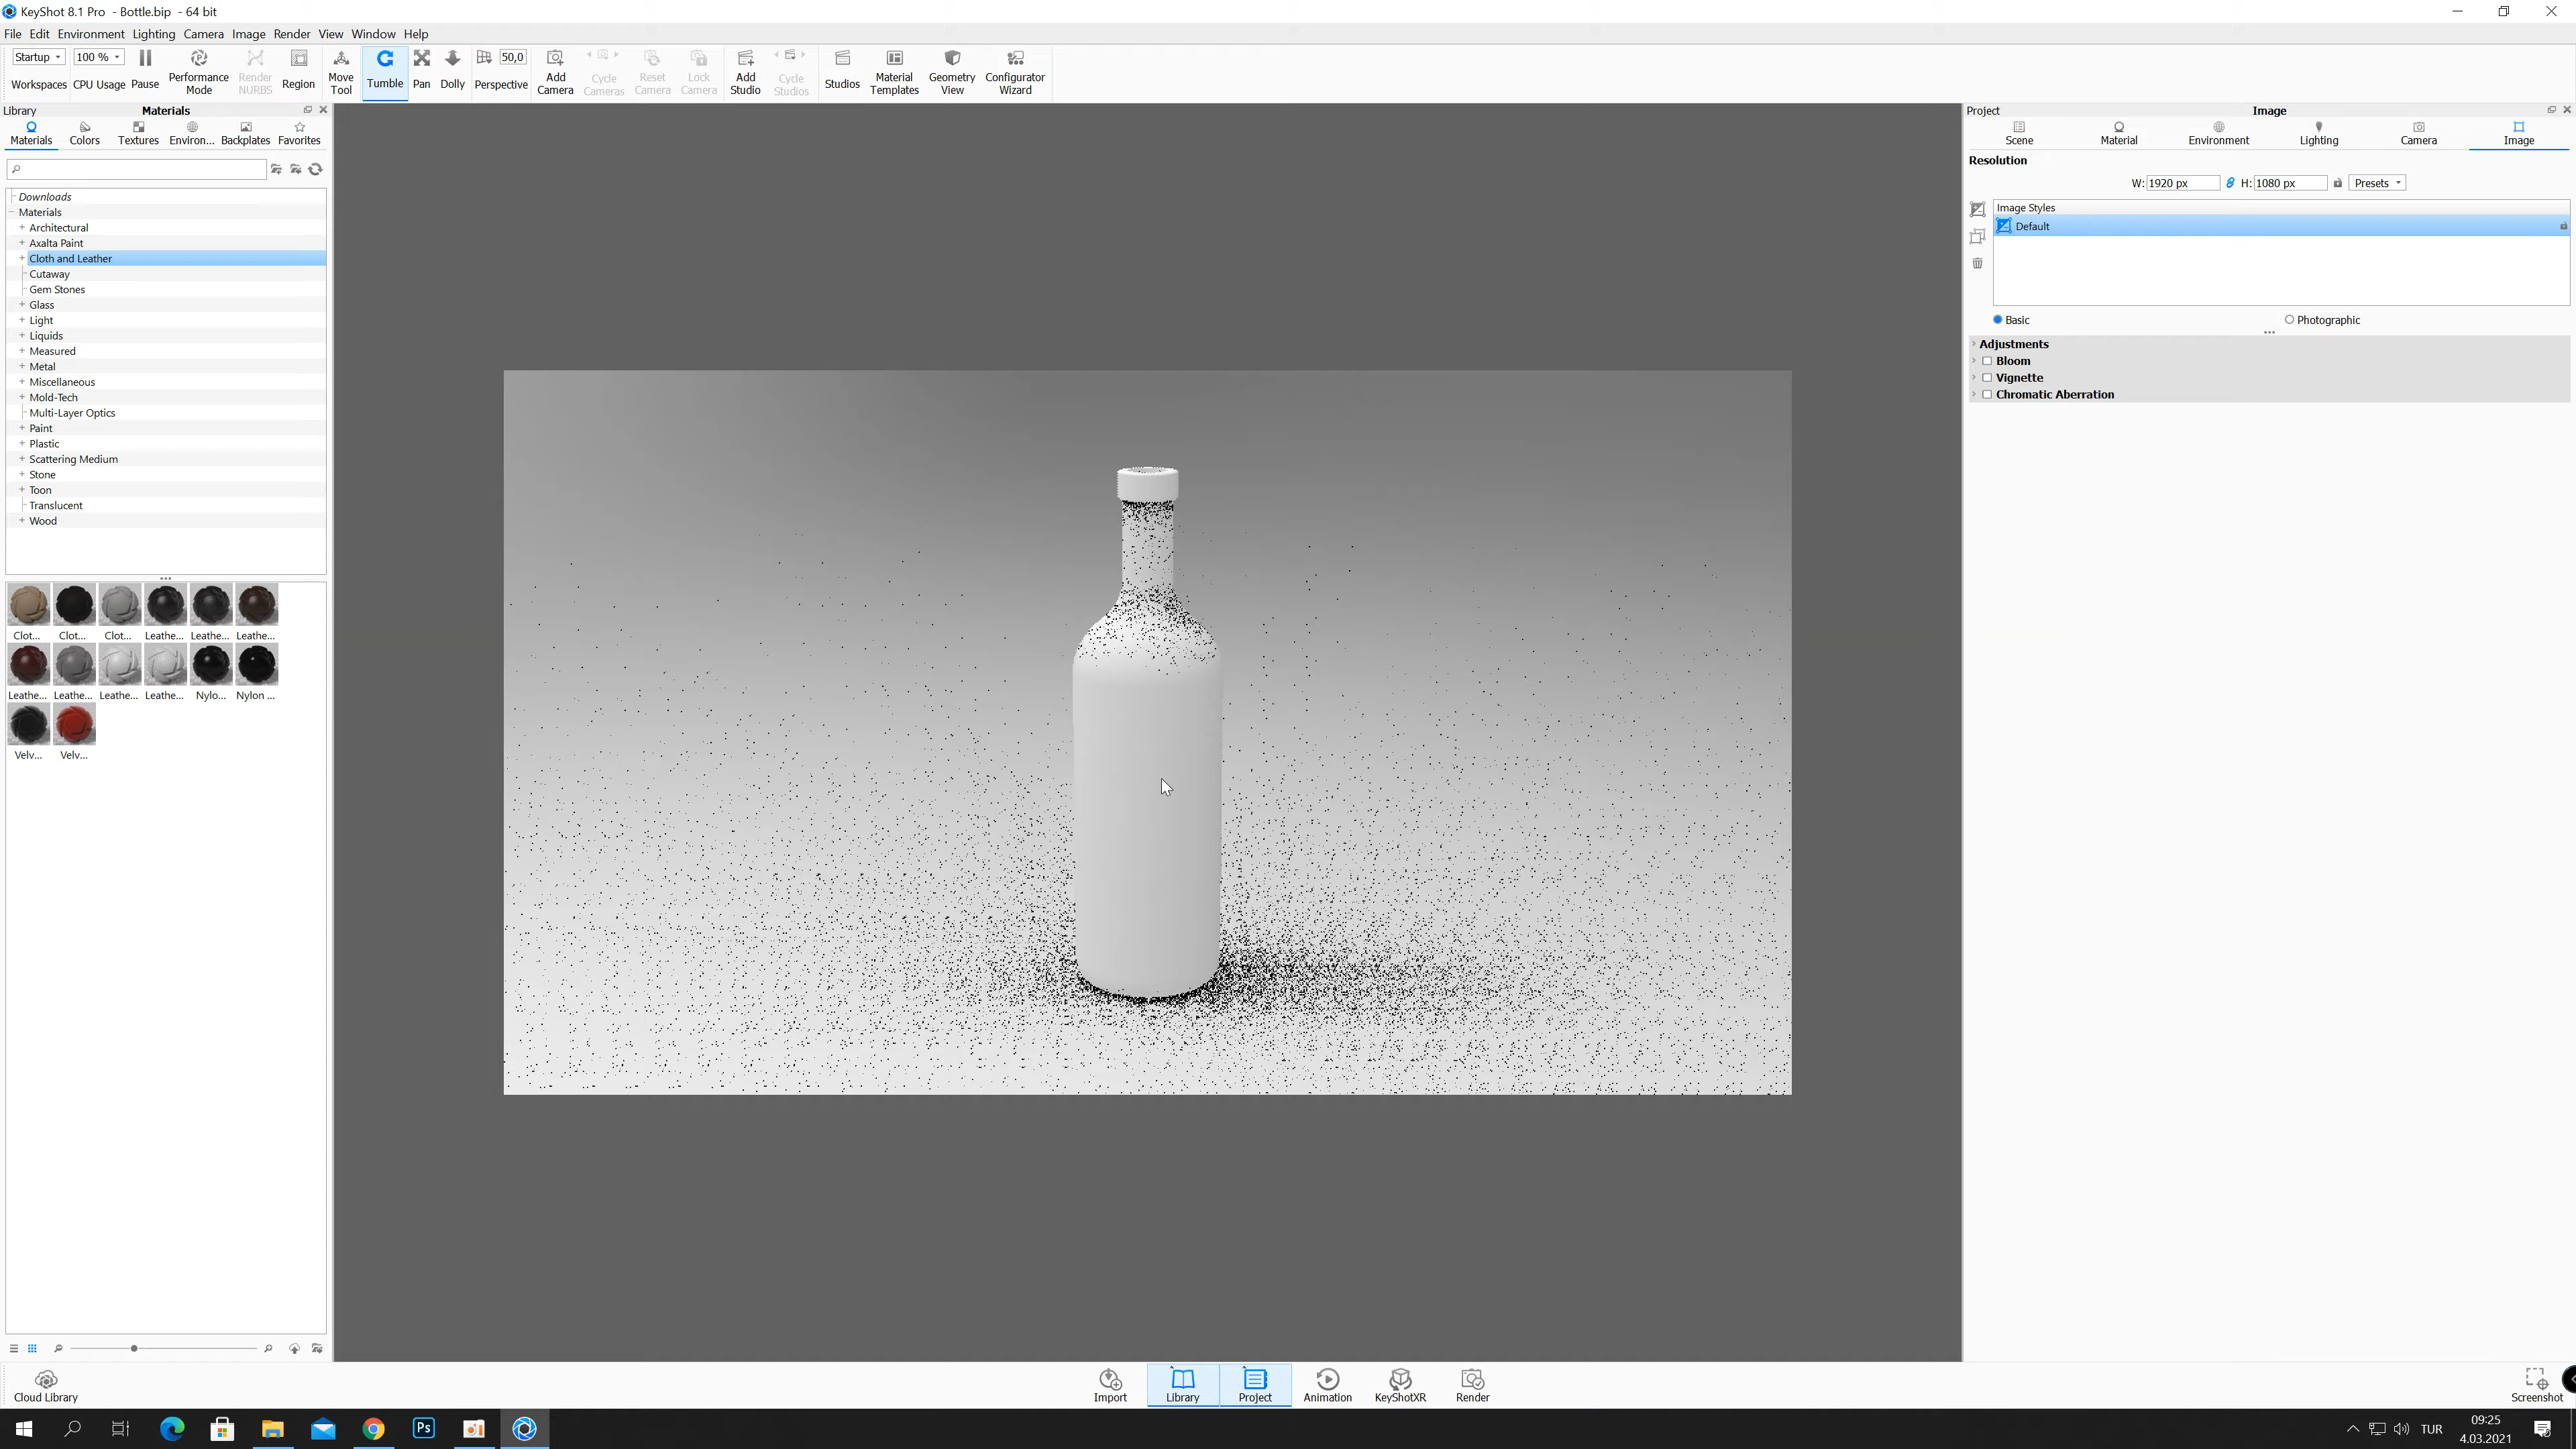 KeyShot 8.1 Pro - Bottle.bip - 64 bit
File Edit Environment Lighting Camera Image Render View Window Help
Startup 100 % 50,0
Workspaces CPU Usage Pause Performance Mode Render NURBS Region Move Tool Tumble Pan Dolly Perspective Add Camera Cycle Cameras Reset Camera Lock Camera Add Studio Cycle Studios Studios Material Templates Geometry View Configurator Wizard
Library Materials
Materials Colors Textures Environ... Backplates Favorites
Downloads
Materials
Architectural
Axalta Paint
Cloth and Leather
Cutaway
Gem Stones
Glass
Light
Liquids
Measured
Metal
Miscellaneous
Mold-Tech
Multi-Layer Optics
Paint
Plastic
Scattering Medium
Stone
Toon
Translucent
Wood
Clot... Clot... Clot... Leathe... Leathe... Leathe...
Leathe... Leathe... Leathe... Leathe... Nylo... Nylon ...
Velv... Velv...
Project Image
Scene Material Environment Lighting Camera Image
Resolution
W: 1920 px H: 1080 px Presets
Image Styles
Default
Basic Photographic
Adjustments
Bloom
Vignette
Chromatic Aberration
Cloud Library Import Library Project Animation KeyShotXR Render Screenshot
Ps
TUR
09:25
4.03.2021